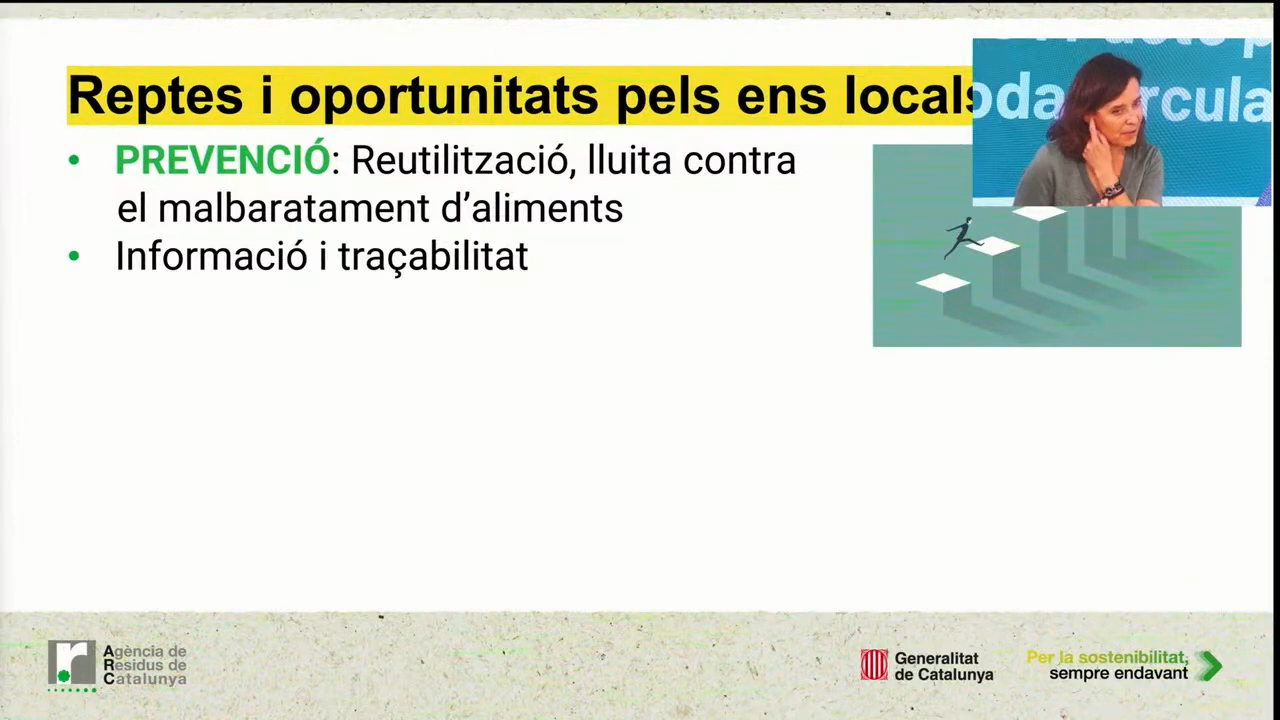 Reptes i oportunitats pels ens locals
• PREVENCIÓ: Reutilització, lluita contra
el malbaratament d’aliments
• Informació i traçabilitat
Agència de
Residus de
Catalunya
Generalitat
de Catalunya
Per la sostenibilitat,
sempre endavant